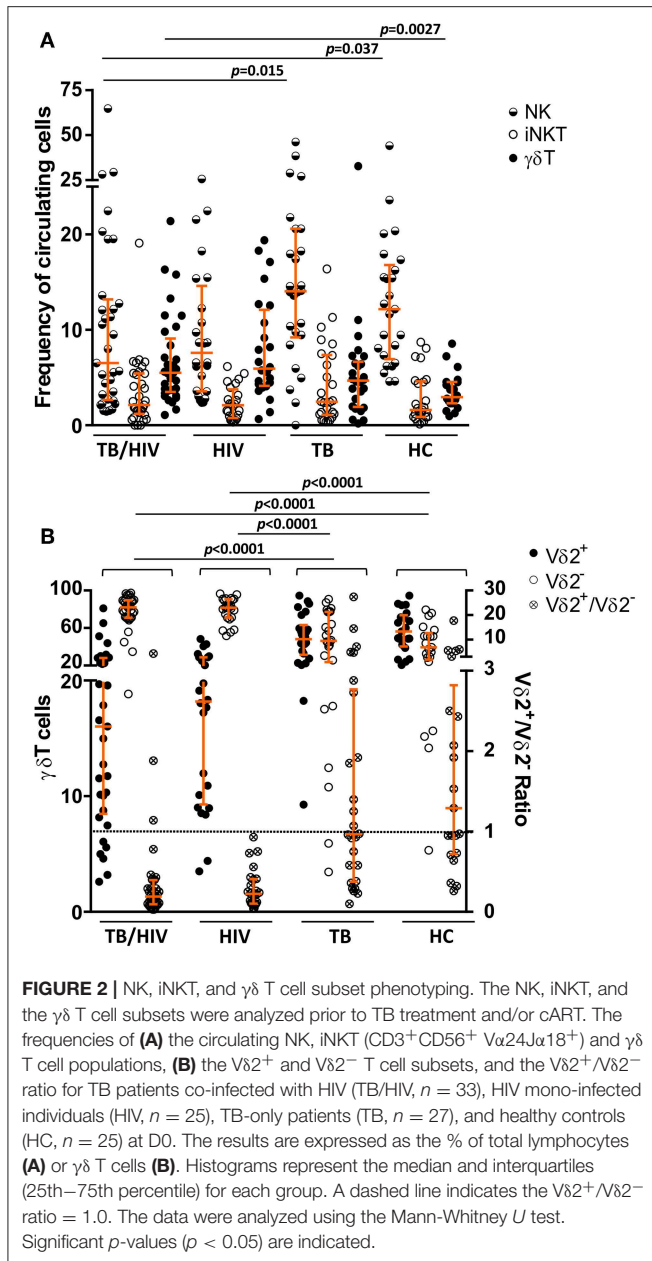 A
p=0.0027
p=0.037
p=0.015
Frequency of circulating cells
75
50
25
20
10
0
NK
iNKT
γδT
TB/HIV HIV TB HC
p<0.0001
p<0.0001
p<0.0001
p<0.0001
B
Vδ2+
Vδ2-
Vδ2+/Vδ2-
γδT cells
100
60
20
20
10
0
30
20
10
3
2
1
0
Vδ2+/Vδ2- Ratio
TB/HIV HIV TB HC
FIGURE 2 | NK, iNKT, and γδ T cell subset phenotyping. The NK, iNKT, and
the γδ T cell subsets were analyzed prior to TB treatment and/or cART. The
frequencies of (A) the circulating NK, iNKT (CD3+CD56+ Vα24Jα18+) and γδ
T cell populations, (B) the Vδ2+ and Vδ2− T cell subsets, and the Vδ2+/Vδ2−
ratio for TB patients co-infected with HIV (TB/HIV, n = 33), HIV mono-infected
individuals (HIV, n = 25), TB-only patients (TB, n = 27), and healthy controls
(HC, n = 25) at D0. The results are expressed as the % of total lymphocytes
(A) or γδ T cells (B). Histograms represent the median and interquartiles
(25th−75th percentile) for each group. A dashed line indicates the Vδ2+/Vδ2−
ratio = 1.0. The data were analyzed using the Mann-Whitney U test.
Significant p-values (p < 0.05) are indicated.